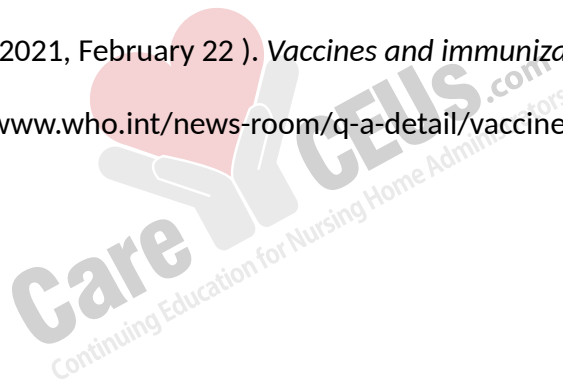 2021, February 22 ). Vaccines and immuniza
www.who.int/news-room/q-a-detail/vaccine
Care CEUs.com
Continuing Education for Nursing Home Administrators